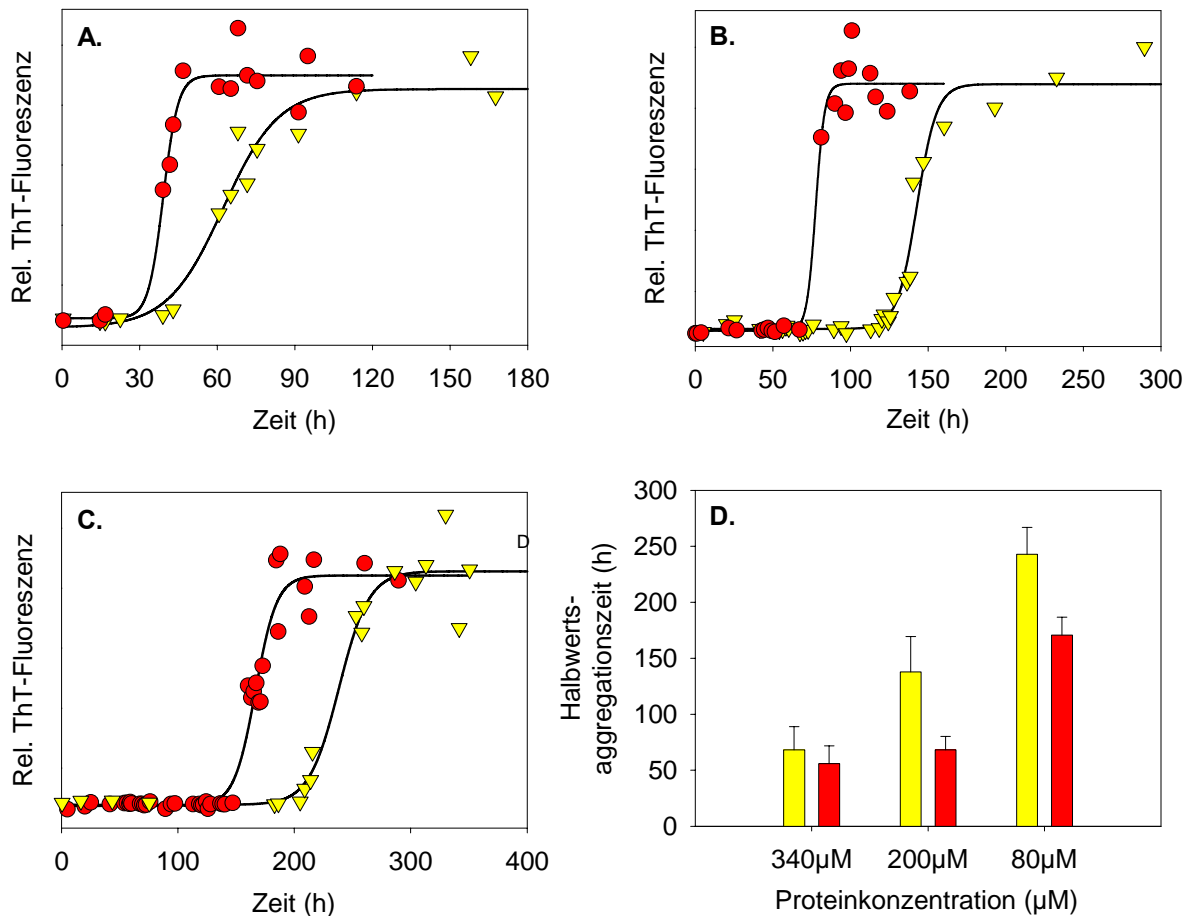 A.
Rel. ThT-Fluoreszenz
0 30 60 90 120 150 180
Zeit (h)
B.
Rel. ThT-Fluoreszenz
0 50 100 150 200 250 300
Zeit (h)
C.
D
Rel. ThT-Fluoreszenz
0 100 200 300 400
Zeit (h)
D.
Halbwerts-
aggregationszeit (h)
300
250
200
150
100
50
0
340µM 200µM 80µM
Proteinkonzentration (µM)